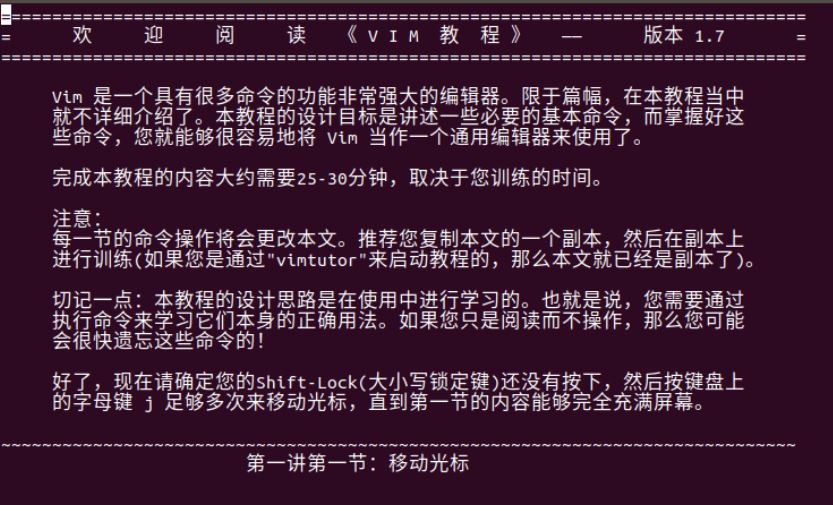 ===============================================================================
=      欢     迎     阅     读   《 V I M  教  程 》   ——      版本 1.7      =
===============================================================================
Vim 是一个具有很多命令的功能非常强大的编辑器。限于篇幅，在本教程当中
就不详细介绍了。本教程的设计目标是讲述一些必要的基本命令，而掌握好这
些命令，您就能够很容易地将 Vim 当作一个通用编辑器来使用了。
完成本教程的内容大约需要25-30分钟，取决于您训练的时间。
注意：
每一节的命令操作将会更改本文。推荐您复制本文的一个副本，然后在副本上
进行训练(如果您是通过"vimtutor"来启动教程的，那么本文就已经是副本了)。
切记一点：本教程的设计思路是在使用中进行学习的。也就是说，您需要通过
执行命令来学习它们本身的正确用法。如果您只是阅读而不操作，那么您可能
会很快遗忘这些命令的！
好了，现在请确定您的Shift-Lock(大小写锁定键)还没有按下，然后按键盘上
的字母键 j 足够多次来移动光标，直到第一节的内容能够完全充满屏幕。
~~~~~~~~~~~~~~~~~~~~~~~~~~~~~~~~~~~~~~~~~~~~~~~~~~~~~~~~~~~~~~~~~~~~~~~~~~~~~~
第一讲第一节：移动光标